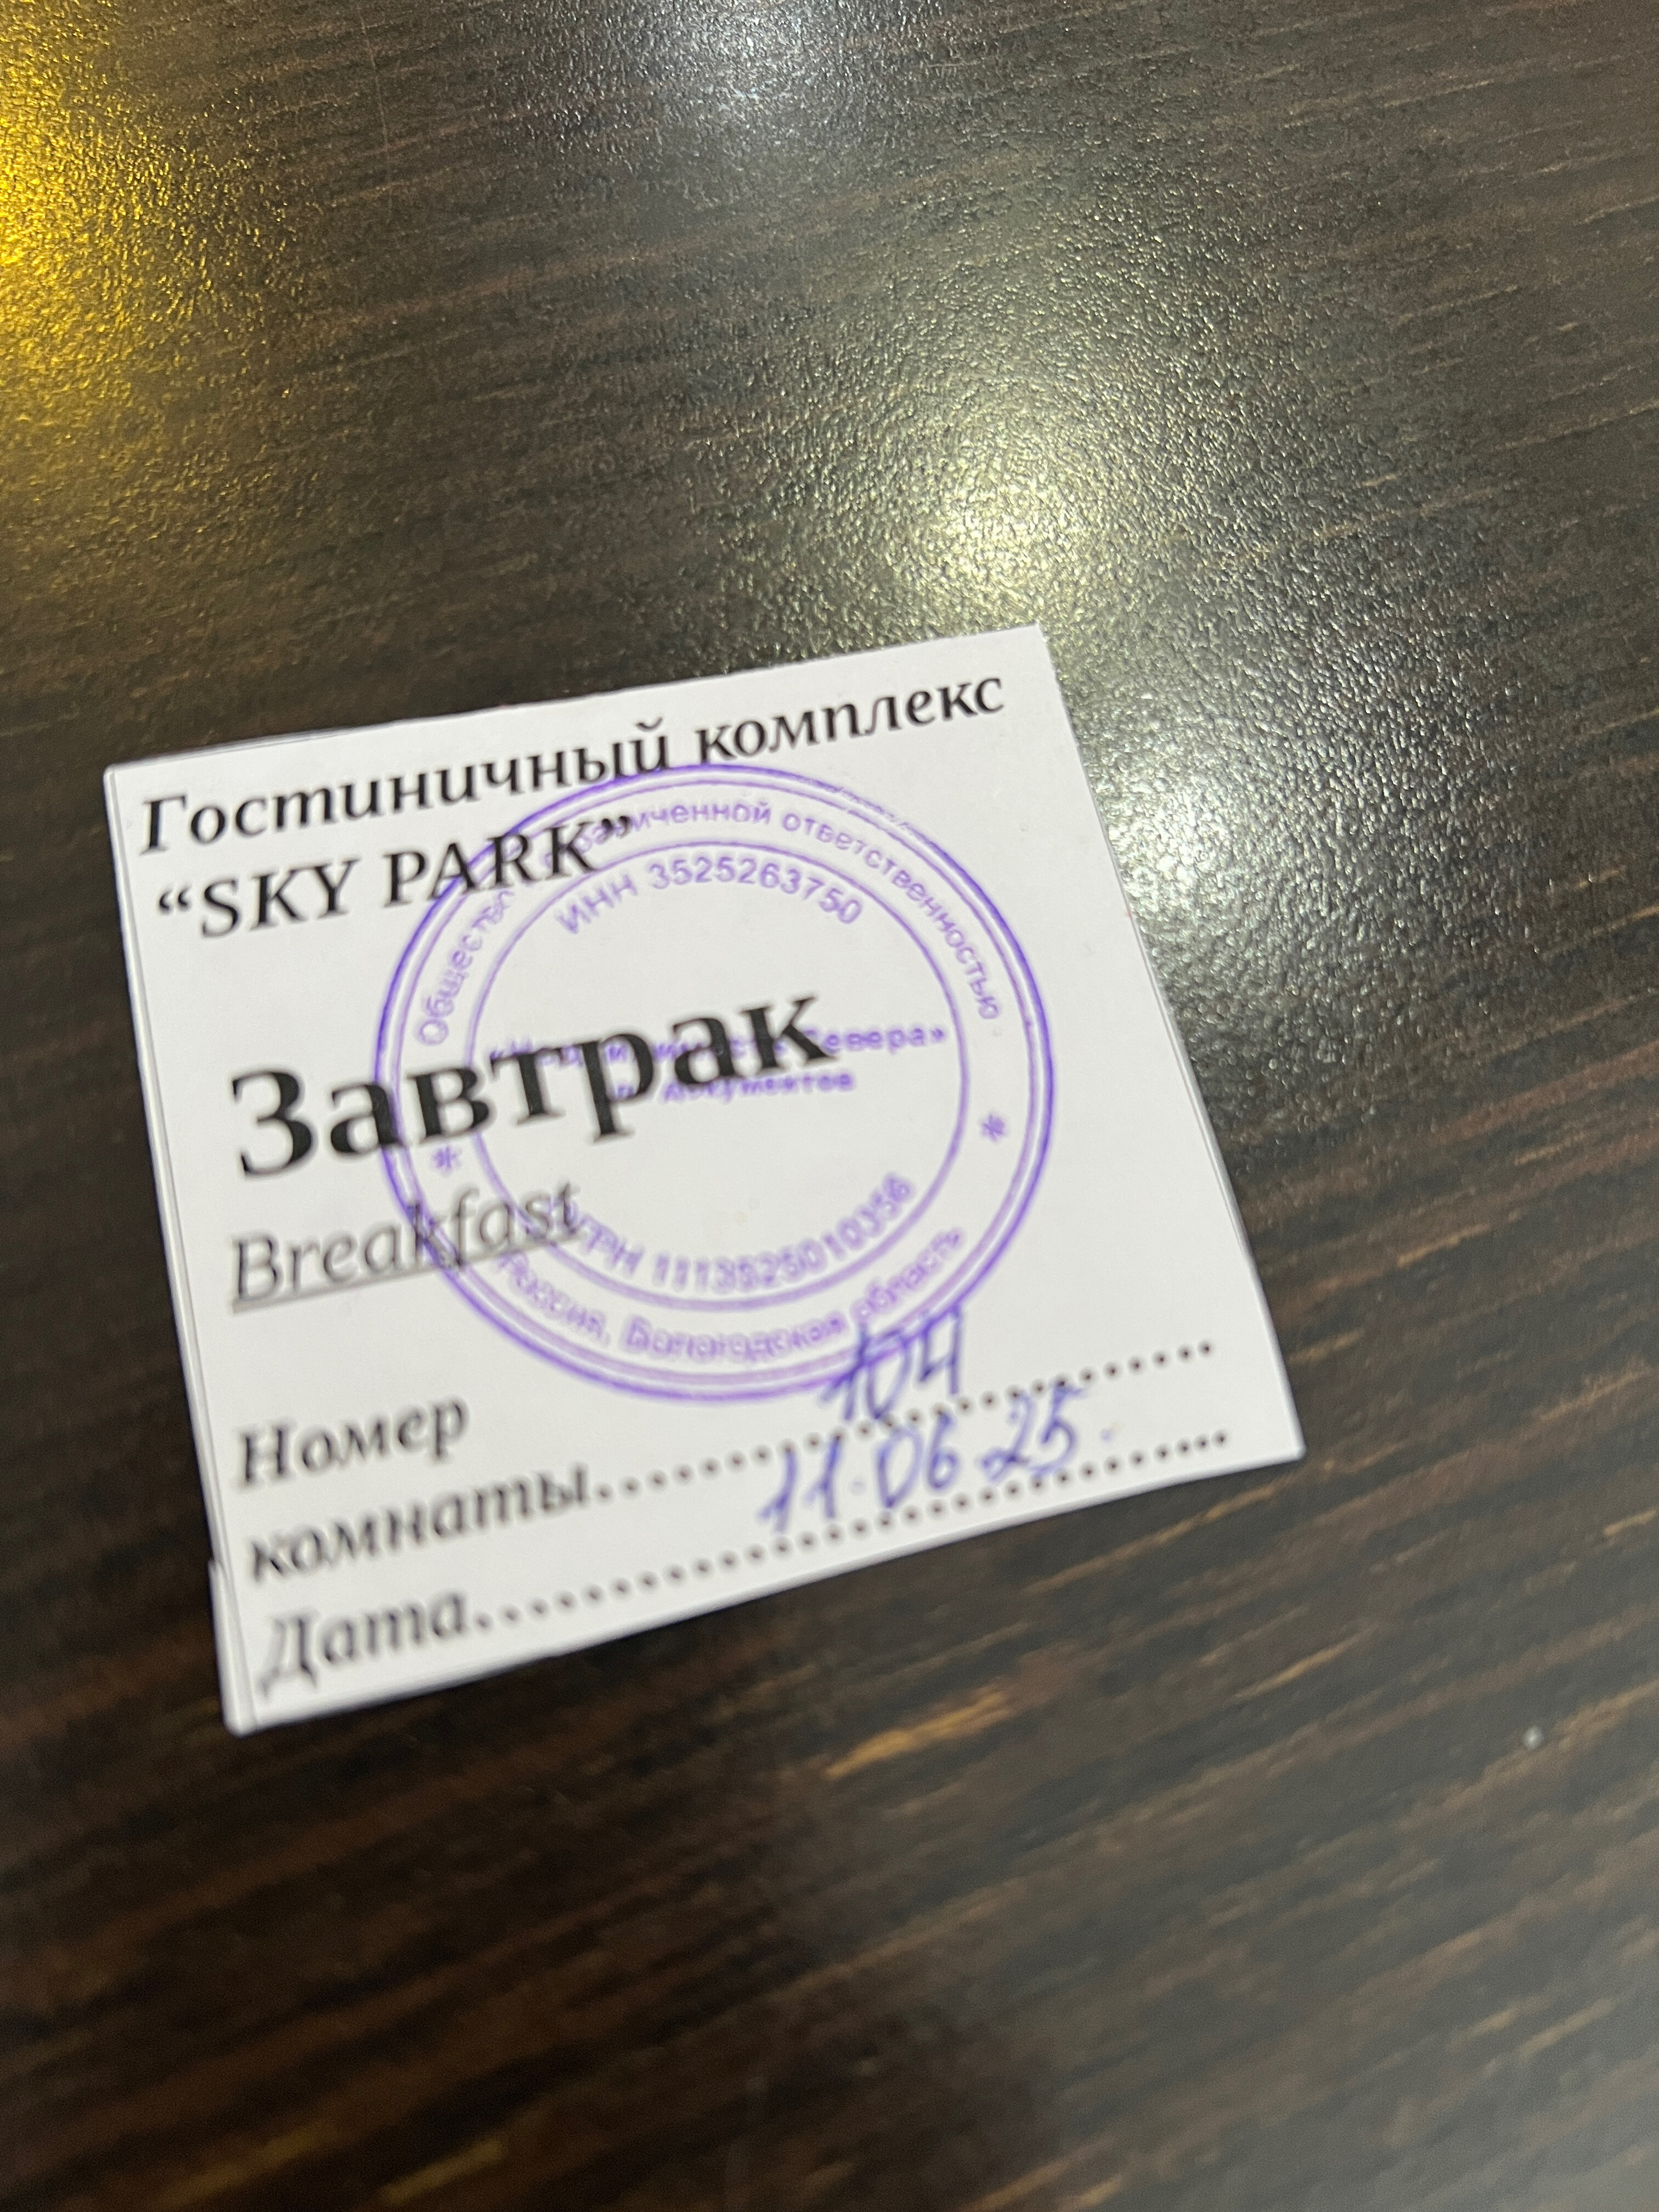 Гостиничный комплекс
“SKY PARK”
Общество ограниченной ответственностью
ИНН 3525263750
Завтрак
Севера»
документов
Breakfast
ОГРН 1113525010356
Россия, Вологодская область
Номер
комнаты.................104..................
Дата..................11.06.25..................